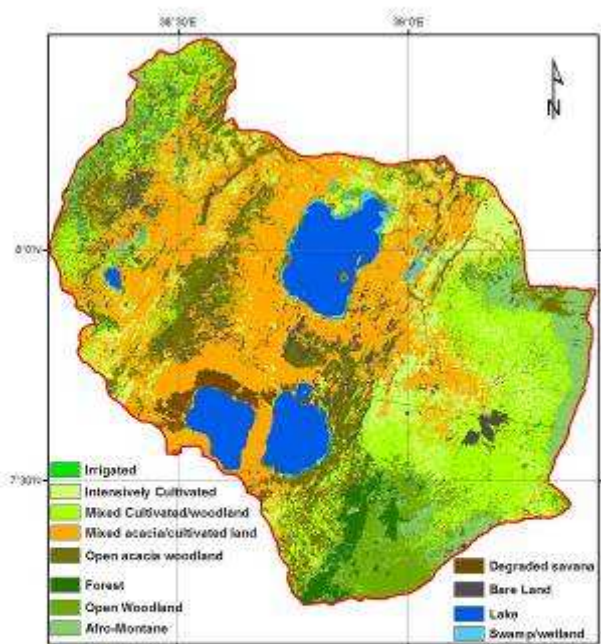 38°30'E 39°0'E
N
8°0'N
7°30'N
Irrigated
Intensively Cultivated
Mixed Cultivated/woodland
Mixed acacia/cultivated land
Open acacia woodland
Forest
Open Woodland
Afro-Montane
Degraded savana
Bare Land
Lake
Swamp/wetland